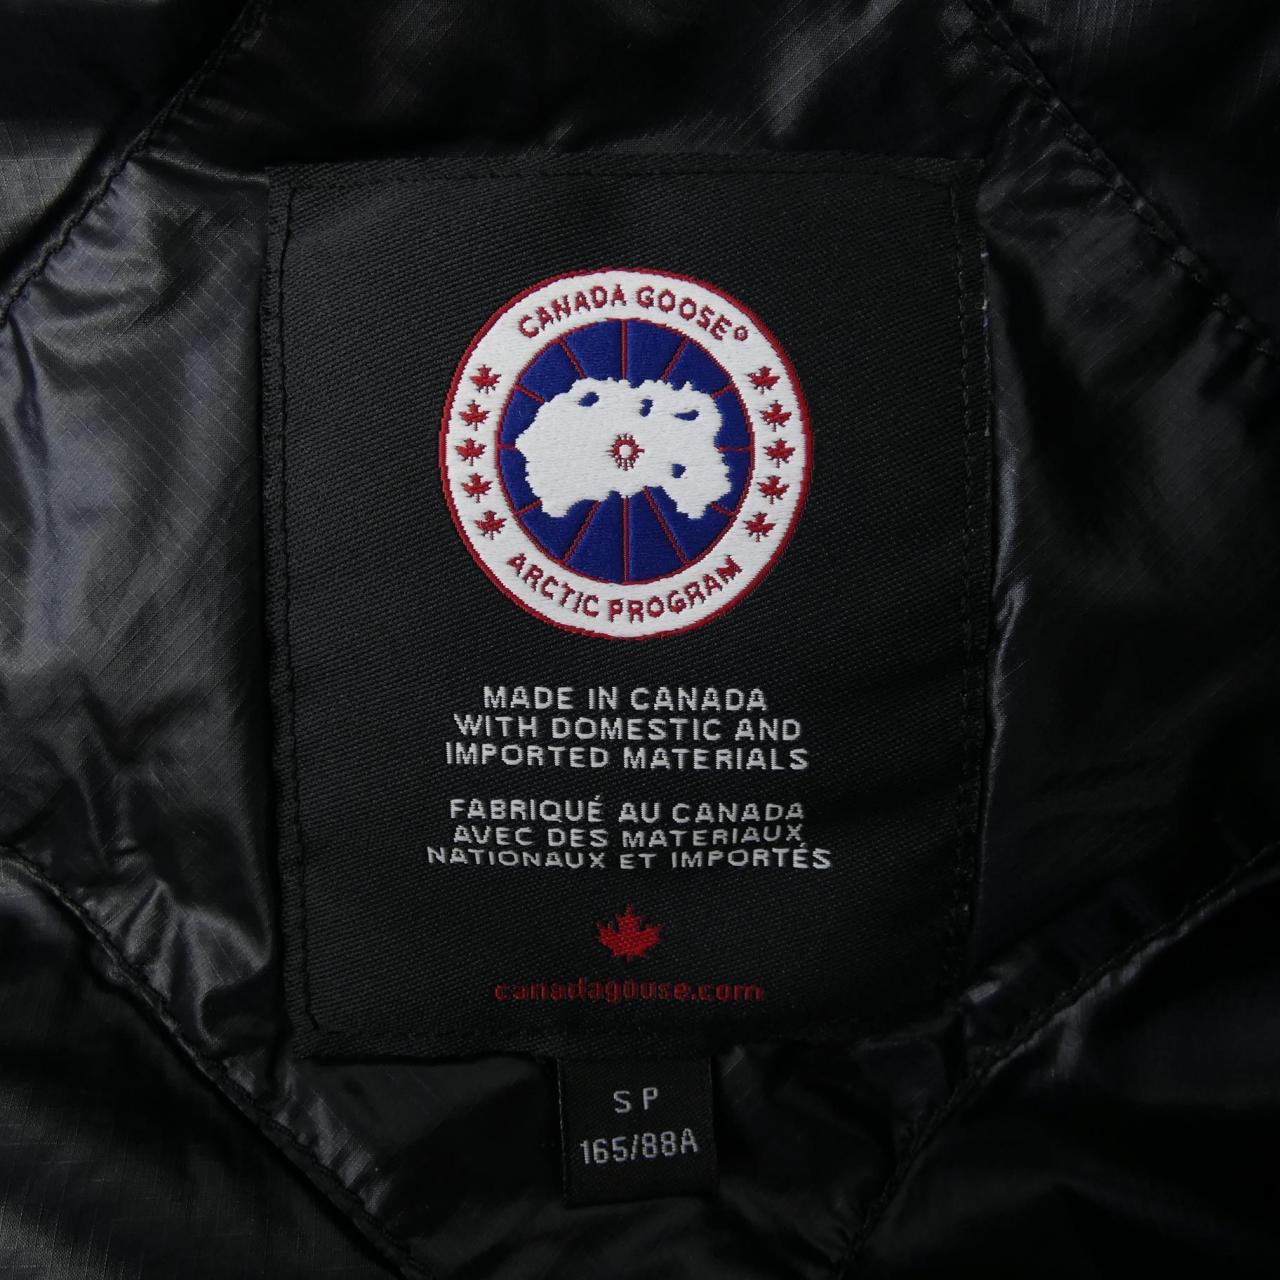 CANADA GOOSE®
ARCTIC PROGRAM
MADE IN CANADA
WITH DOMESTIC AND
IMPORTED MATERIALS
FABRIQUÉ AU CANADA
AVEC DES MATERIAUX
NATIONAUX ET IMPORTÉS
canadagouse.com
S P
165/88A